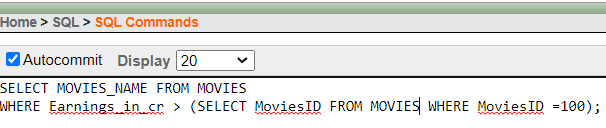 Home > SQL > SQL Commands
Autocommit Display 20
SELECT MOVIES_NAME FROM MOVIES
WHERE Earnings_in_cr > (SELECT MoviesID FROM MOVIES WHERE MoviesID =100);